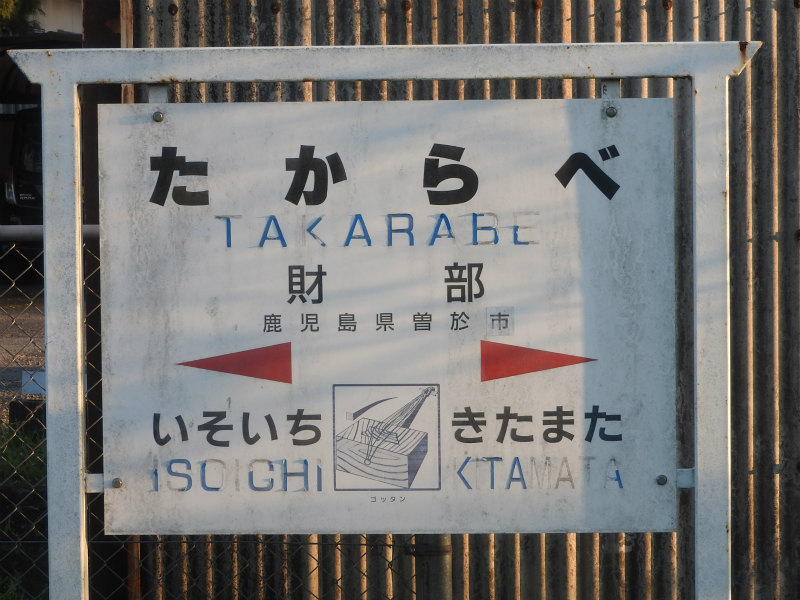 たからべ
TAKARABE
財部
鹿児島県曽於市
いそいち
きたまた
ISOICHI
KITAMATA
ゴッタン